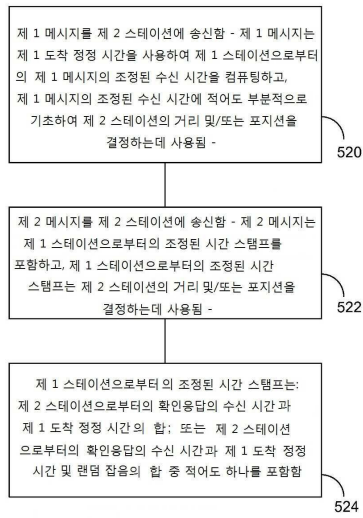 제 1 메시지를 제 2 스테이션에 송신함 - 제 1 메시지는
제 1 도착 정정 시간을 사용하여 제 1 스테이션으로부터
의 제 1 메시지의 조정된 수신 시간을 컴퓨팅하고,
제 1 메시지의 조정된 수신 시간에 적어도 부분적으로
기초하여 제 2 스테이션의 거리 및/또는 포지션을
결정하는데 사용됨 -
520
제 2 메시지를 제 2 스테이션에 송신함 - 제 2 메시지는
제 1 스테이션으로부터의 조정된 시간 스탬프를
포함하고, 제 1 스테이션으로부터의 조정된 시간
스탬프는 제 2 스테이션의 거리 및/또는 포지션을
결정하는데 사용됨 -
522
제 1 스테이션으로부터의 조정된 시간 스탬프는:
제 2 스테이션으로부터의 확인응답의 수신 시간과
제 1 도착 정정 시간의 합; 또는 제 2 스테이션
으로부터의 확인응답의 수신 시간과 제 1 도착 정정
시간 및 랜덤 잡음의 합 중 적어도 하나를 포함함
524